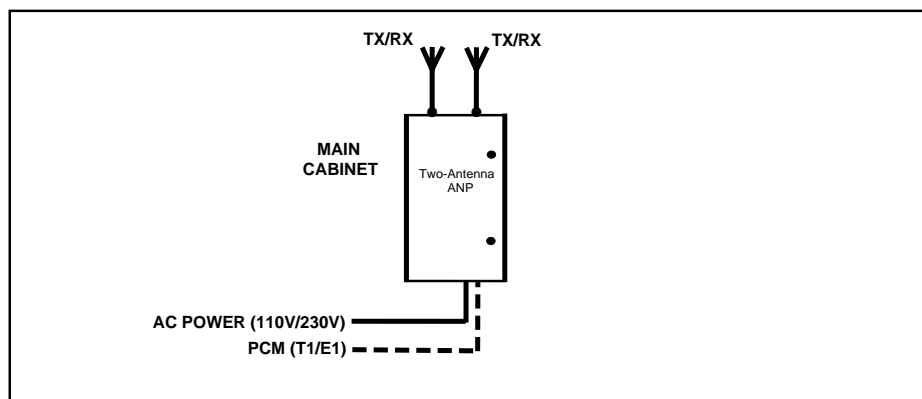 TX/RX TX/RX
MAIN
CABINET
Two-Antenna
ANP
AC POWER (110V/230V)
PCM (T1/E1)